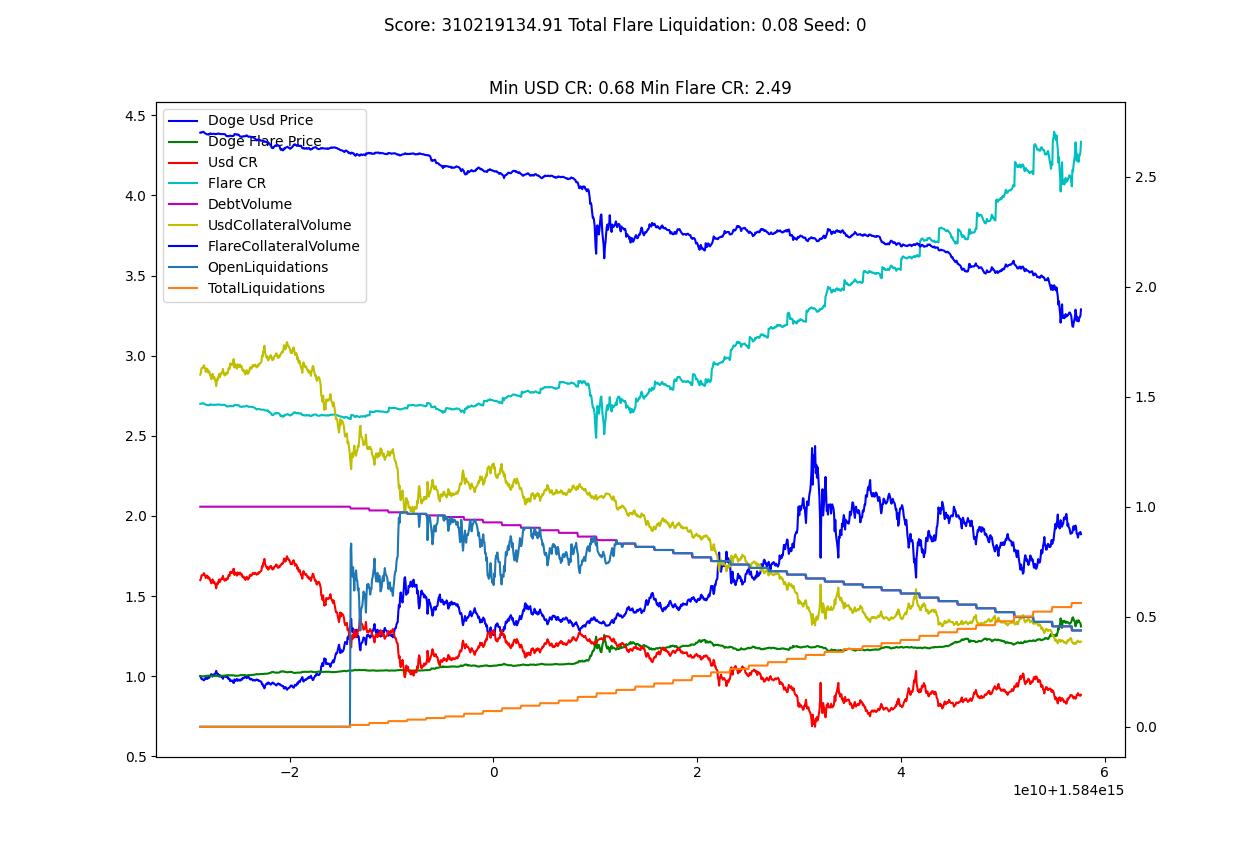 Score: 310219134.91 Total Flare Liquidation: 0.08 Seed: 0
Min USD CR: 0.68 Min Flare CR: 2.49
Doge Usd Price
Doge Flare Price
Usd CR
Flare CR
DebtVolume
UsdCollateralVolume
FlareCollateralVolume
OpenLiquidations
TotalLiquidations
4.5
4.0
3.5
3.0
2.5
2.0
1.5
1.0
0.5
2.5
2.0
1.5
1.0
0.5
0.0
−2 0 2 4 6
1e10+1.584e15